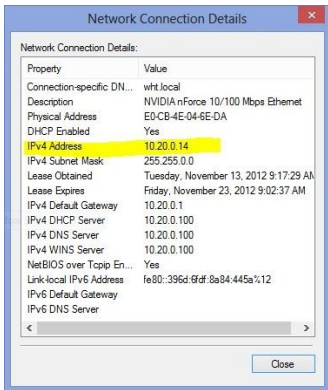 Network Connection Details
Network Connection Details:
Property Value
Connection-specific DN... wht.local
Description NVIDIA nForce 10/100 Mbps Ethernet
Physical Address E0-CB-4E-04-6E-DA
DHCP Enabled Yes
IPv4 Address 10.20.0.14
IPv4 Subnet Mask 255.255.0.0
Lease Obtained Tuesday, November 13, 2012 9:17:29 AM
Lease Expires Friday, November 23, 2012 9:02:37 AM
IPv4 Default Gateway 10.20.0.1
IPv4 DHCP Server 10.20.0.100
IPv4 DNS Server 10.20.0.100
IPv4 WINS Server 10.20.0.100
NetBIOS over Tcpip En... Yes
Link-local IPv6 Address fe80::396d:6fdf:8a84:445a%12
IPv6 Default Gateway
IPv6 DNS Server
Close